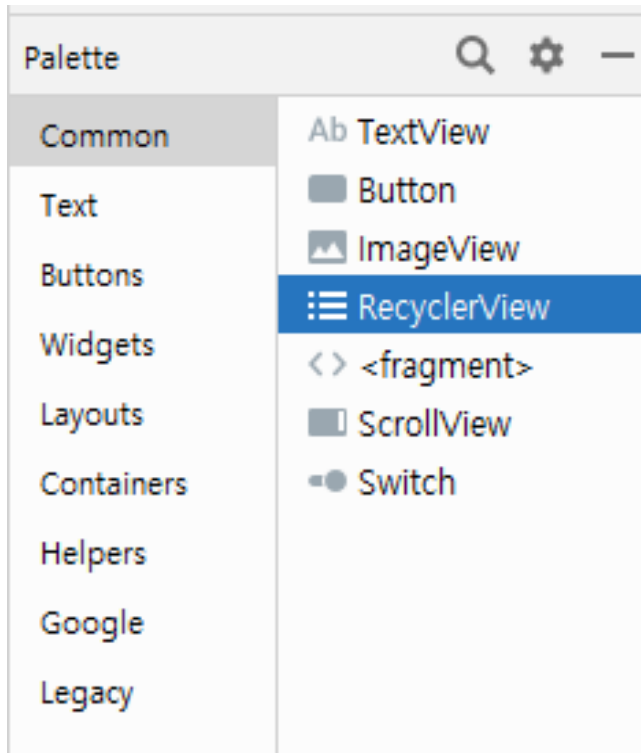 Palette
Common
Text
Buttons
Widgets
Layouts
Containers
Helpers
Google
Legacy
Ab TextView
Button
ImageView
RecyclerView
<> <fragment>
ScrollView
Switch